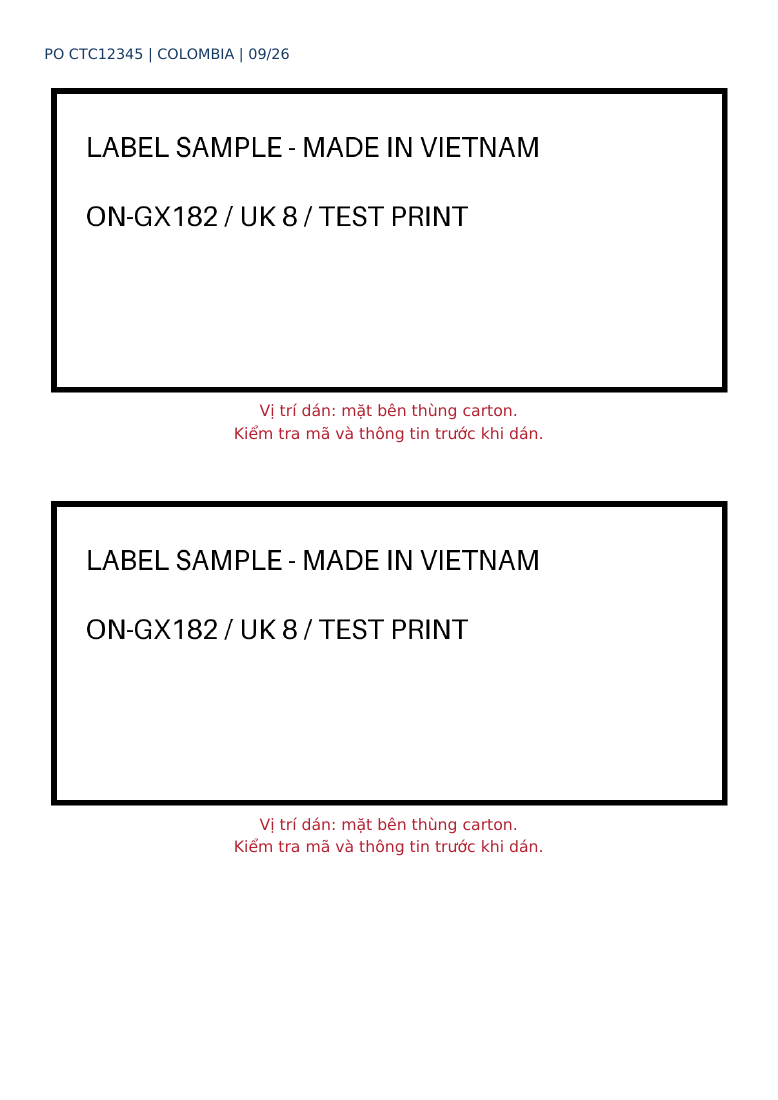 PO CTC12345 | COLOMBIA | 09/26
LABEL SAMPLE - MADE IN VIETNAM
ON-GX182 / UK 8 / TEST PRINT
Vị trí dán: mặt bên thùng carton.
Kiểm tra mã và thông tin trước khi dán.
LABEL SAMPLE - MADE IN VIETNAM
ON-GX182 / UK 8 / TEST PRINT
Vị trí dán: mặt bên thùng carton.
Kiểm tra mã và thông tin trước khi dán.